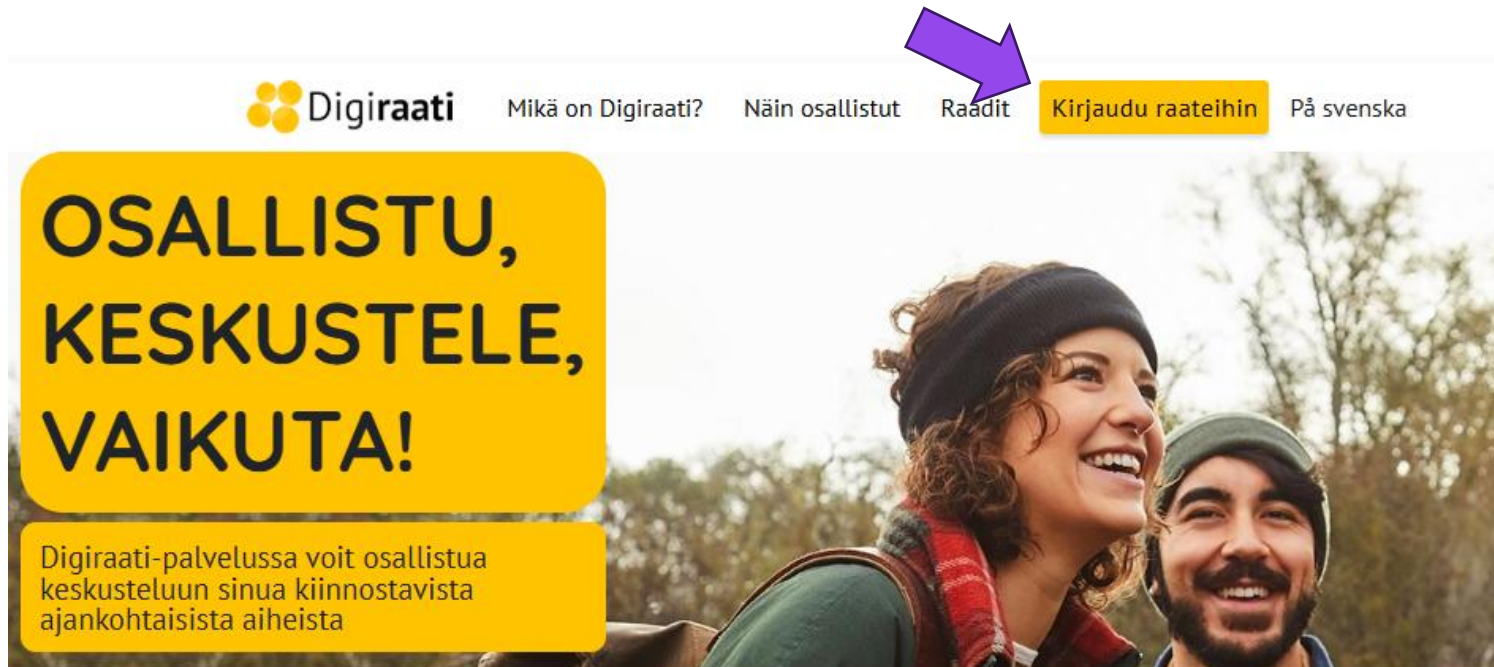 Digiraati Mikä on Digiraati? Näin osallistut Raadit Kirjaudu raateihin På svenska
OSALLISTU,
KESKUSTELE,
VAIKUTA!
Digiraati-palvelussa voit osallistua
keskusteluun sinua kiinnostavista
ajankohtaisista aiheista